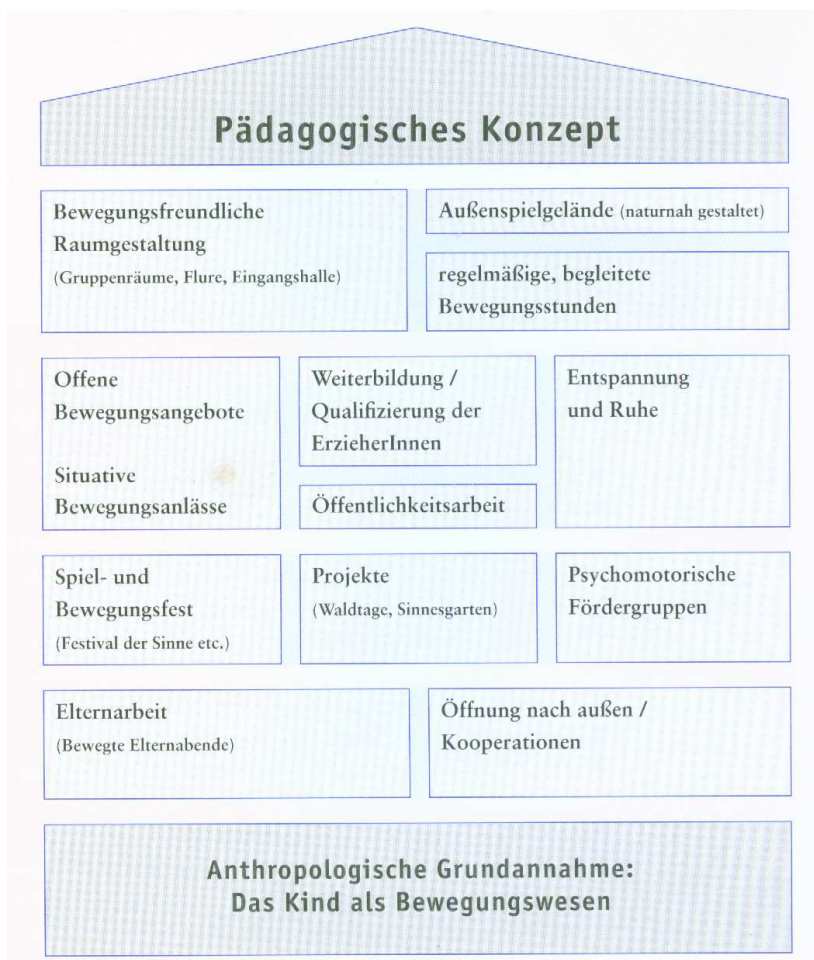 Pädagogisches Konzept
Bewegungsfreundliche
Raumgestaltung
(Gruppenräume, Flure, Eingangshalle)
Außenspielgelände (naturnah gestaltet)
regelmäßige, begleitete
Bewegungsstunden
Offene
Bewegungsangebote
Situative
Bewegungsanlässe
Weiterbildung /
Qualifizierung der
ErzieherInnen
Öffentlichkeitsarbeit
Entspannung
und Ruhe
Spiel- und
Bewegungsfest
(Festival der Sinne etc.)
Projekte
(Waldtage, Sinnesgarten)
Psychomotorische
Fördergruppen
Elternarbeit
(Bewegte Elternabende)
Öffnung nach außen /
Kooperationen
Anthropologische Grundannahme:
Das Kind als Bewegungswesen